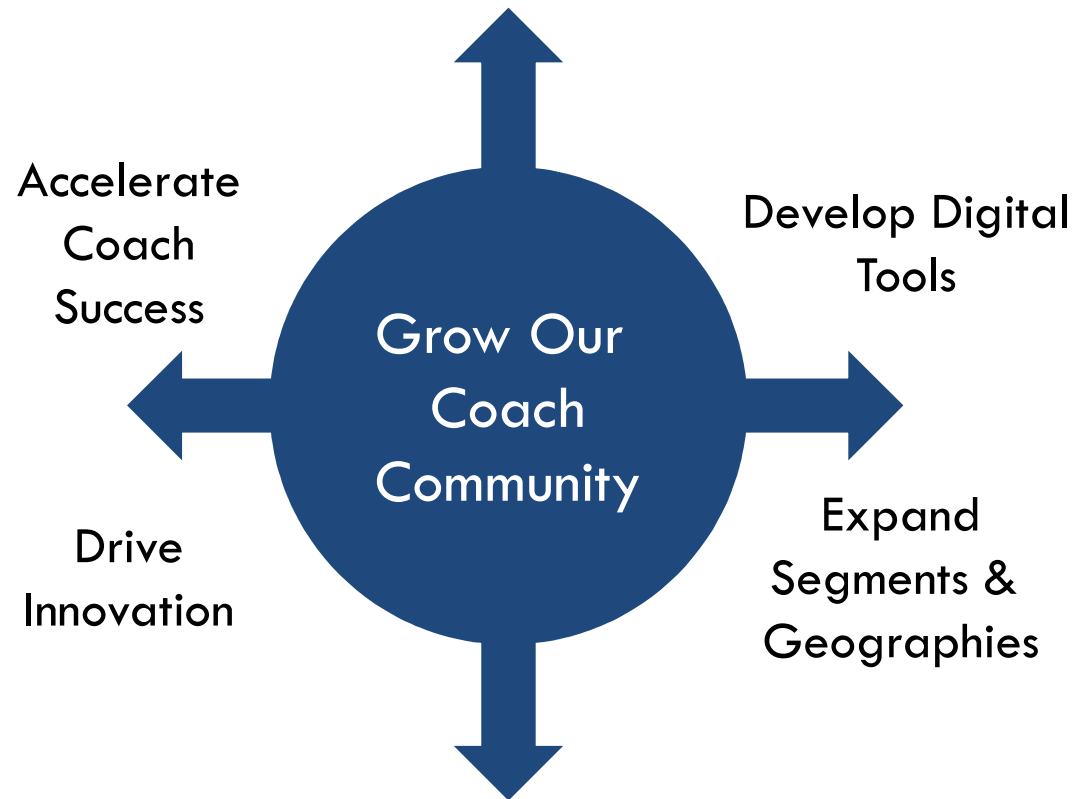 Accelerate
Coach
Success
Develop Digital
Tools
Grow Our
Coach
Community
Drive
Innovation
Expand
Segments &
Geographies